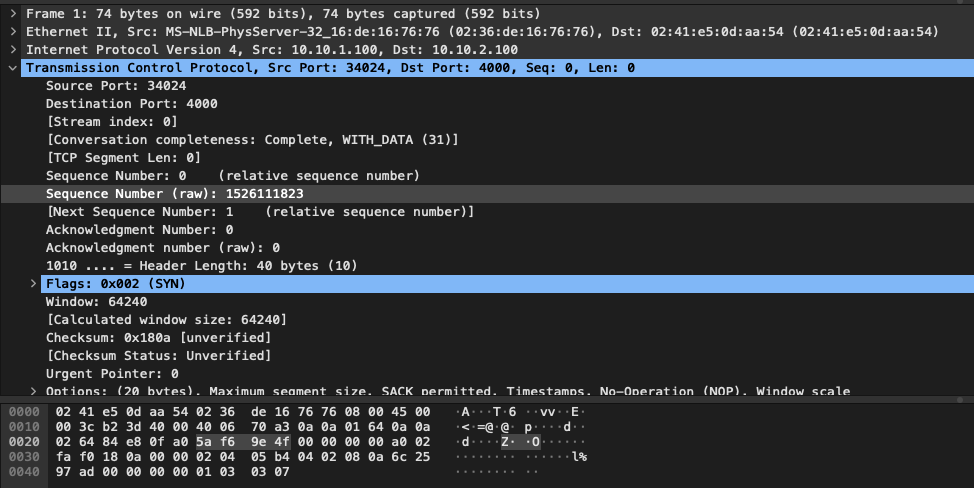 Frame 1: 74 bytes on wire (592 bits), 74 bytes captured (592 bits)
Ethernet II, Src: MS-NLB-PhysServer-32_16:de:16:76:76 (02:36:de:16:76:76), Dst: 02:41:e5:0d:aa:54 (02:41:e5:0d:aa:54)
Internet Protocol Version 4, Src: 10.10.1.100, Dst: 10.10.2.100
Transmission Control Protocol, Src Port: 34024, Dst Port: 4000, Seq: 0, Len: 0
Source Port: 34024
Destination Port: 4000
[Stream index: 0]
[Conversation completeness: Complete, WITH_DATA (31)]
[TCP Segment Len: 0]
Sequence Number: 0    (relative sequence number)
Sequence Number (raw): 1526111823
[Next Sequence Number: 1    (relative sequence number)]
Acknowledgment Number: 0
Acknowledgment number (raw): 0
1010 .... = Header Length: 40 bytes (10)
Flags: 0x002 (SYN)
Window: 64240
[Calculated window size: 64240]
Checksum: 0x180a [unverified]
[Checksum Status: Unverified]
Urgent Pointer: 0
Options: (20 bytes), Maximum segment size, SACK permitted, Timestamps, No-Operation (NOP), Window scale
0000 02 41 e5 0d aa 54 02 36 de 16 76 76 08 00 45 00 ·A···T·6 ··vv··E·
0010 00 3c b2 3d 40 00 40 06 70 a3 0a 0a 01 64 0a 0a ·<·=@·@· p····d··
0020 02 64 84 e8 0f a0 5a f6 9e 4f 00 00 00 00 a0 02 ·d····Z· ·O······
0030 fa f0 18 0a 00 00 02 04 05 b4 04 02 08 0a 6c 25 ········ ······l%
0040 97 ad 00 00 00 00 01 03 03 07 ········ ··